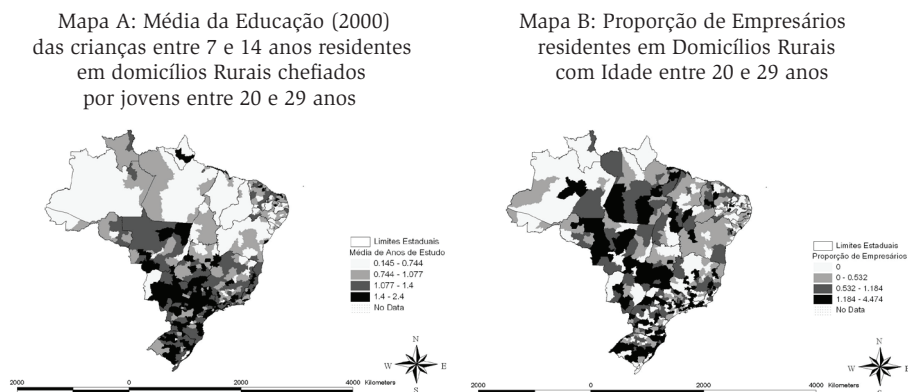 Mapa A: Média da Educação (2000)
das crianças entre 7 e 14 anos residentes
em domicílios Rurais chefiados
por jovens entre 20 e 29 anos
Limites Estaduais
Média de Anos de Estudo
0.145 - 0.744
0.744 - 1.077
1.077 - 1.4
1.4 - 2.4
No Data
N
W E
S
2000 0 2000 4000 Kilometers
Mapa B: Proporção de Empresários
residentes em Domicílios Rurais
com Idade entre 20 e 29 anos
Limites Estaduais
Proporção de Empresários
0
0 - 0.532
0.532 - 1.184
1.184 - 4.474
No Data
N
W E
S
2000 0 2000 4000 Kilometers